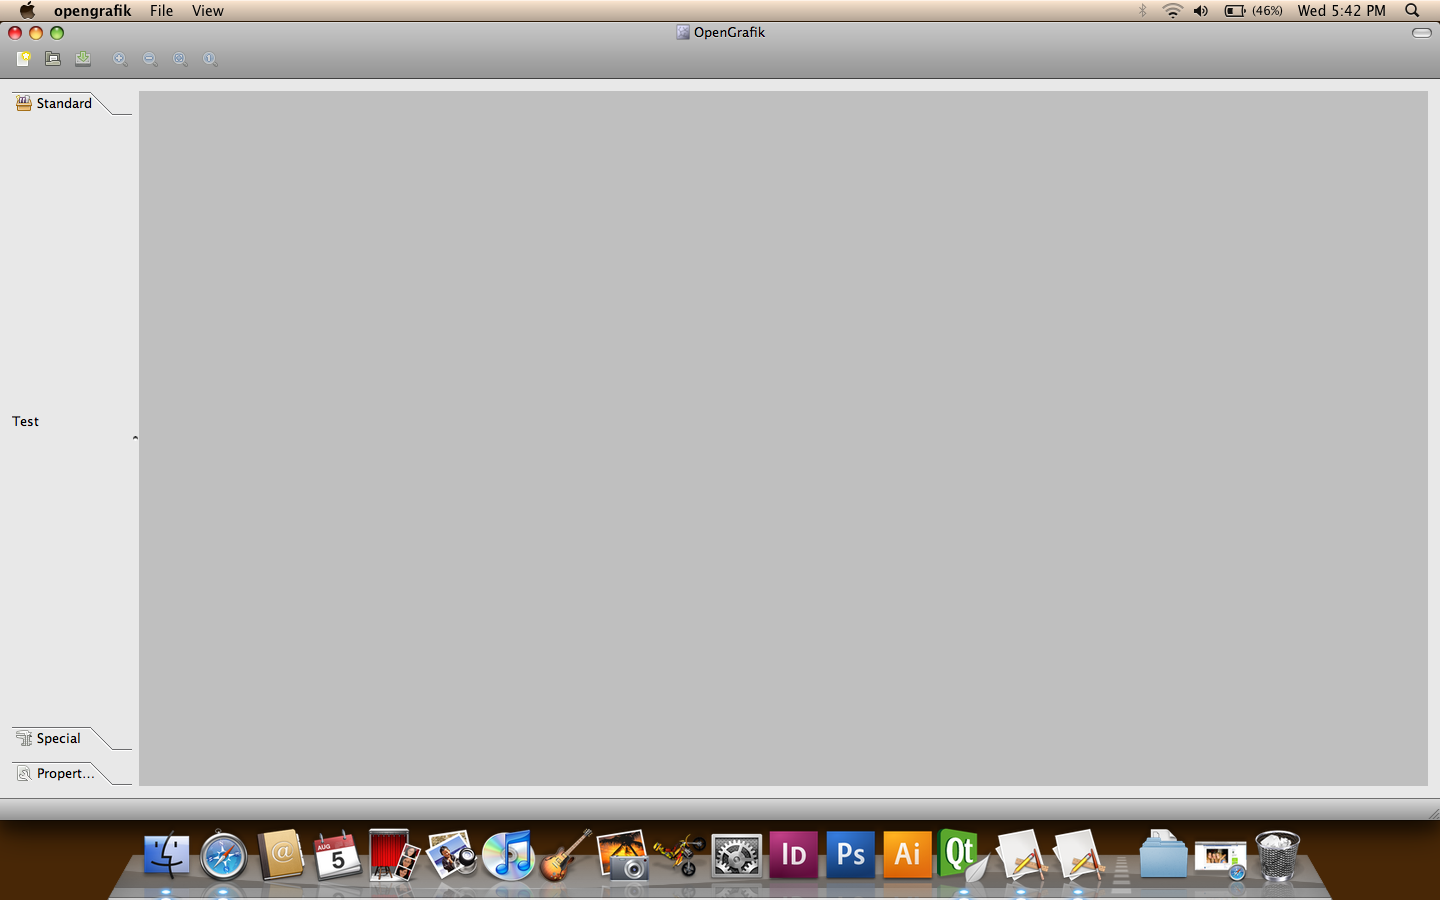 opengrafik File View (46%) Wed 5:42 PM
OpenGrafik
Standard
Test
Special
Propert...
@
AUG
5
ID
Ps
Ai
Qt